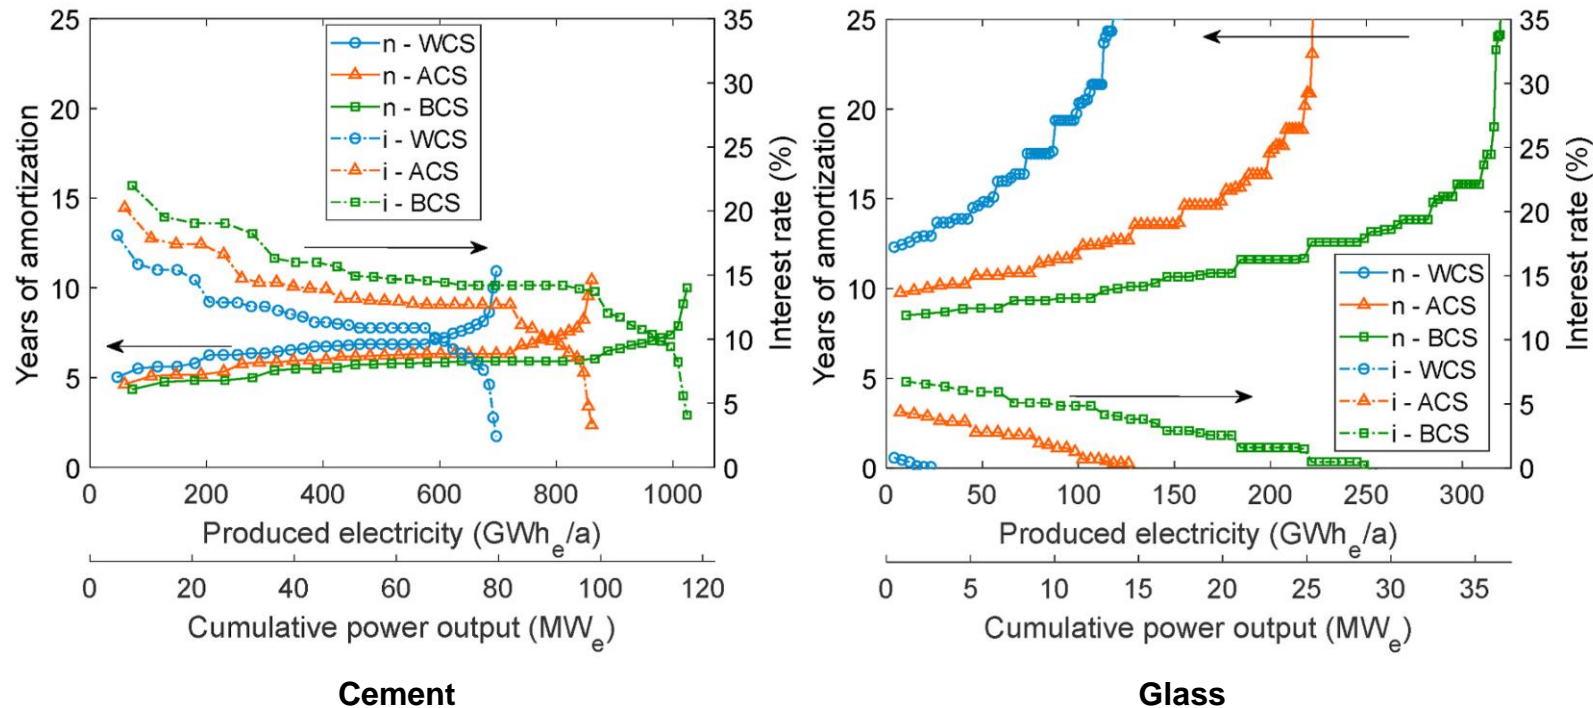 25
20
15
10
5
0
Years of amortization
n - WCS
n - ACS
n - BCS
i - WCS
i - ACS
i - BCS
35
30
25
20
15
10
5
0
Interest rate (%)
0 200 400 600 800 1000
Produced electricity (GWhₑ/a)
0 20 40 60 80 100 120
Cumulative power output (MWₑ)
Cement
25
20
15
10
5
0
Years of amortization
35
30
25
20
15
10
5
0
Interest rate (%)
n - WCS
n - ACS
n - BCS
i - WCS
i - ACS
i - BCS
0 50 100 150 200 250 300
Produced electricity (GWhₑ/a)
0 5 10 15 20 25 30 35
Cumulative power output (MWₑ)
Glass